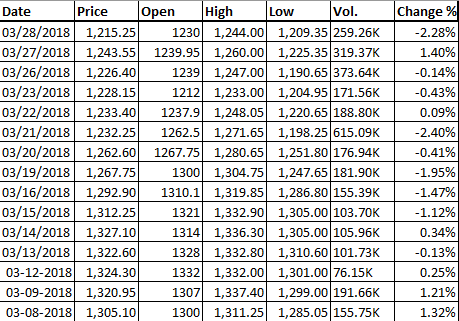 Date Price Open High Low Vol. Change %
03/28/2018 1,215.25 1230 1,244.00 1,209.35 259.26K -2.28%
03/27/2018 1,243.55 1239.95 1,260.00 1,225.35 319.37K 1.40%
03/26/2018 1,226.40 1239 1,247.00 1,190.65 373.64K -0.14%
03/23/2018 1,228.15 1212 1,233.00 1,204.95 171.56K -0.43%
03/22/2018 1,233.40 1237.9 1,248.05 1,220.65 188.80K 0.09%
03/21/2018 1,232.25 1262.5 1,271.65 1,198.25 615.09K -2.40%
03/20/2018 1,262.60 1267.75 1,280.65 1,251.80 176.94K -0.41%
03/19/2018 1,267.75 1300 1,304.75 1,247.65 181.90K -1.95%
03/16/2018 1,292.90 1310.1 1,319.85 1,286.80 155.39K -1.47%
03/15/2018 1,312.25 1321 1,332.90 1,305.00 103.70K -1.12%
03/14/2018 1,327.10 1314 1,336.30 1,305.00 105.96K 0.34%
03/13/2018 1,322.60 1328 1,332.80 1,310.60 101.73K -0.13%
03-12-2018 1,324.30 1332 1,332.00 1,301.00 76.15K 0.25%
03-09-2018 1,320.95 1307 1,337.40 1,299.00 191.66K 1.21%
03-08-2018 1,305.10 1300 1,311.25 1,285.05 155.75K 1.32%